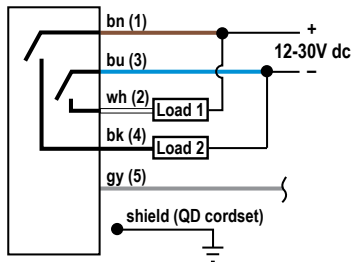 bn (1)
+
12-30V dc
bu (3)
–
wh (2)
Load 1
bk (4)
Load 2
gy (5)
shield (QD cordset)